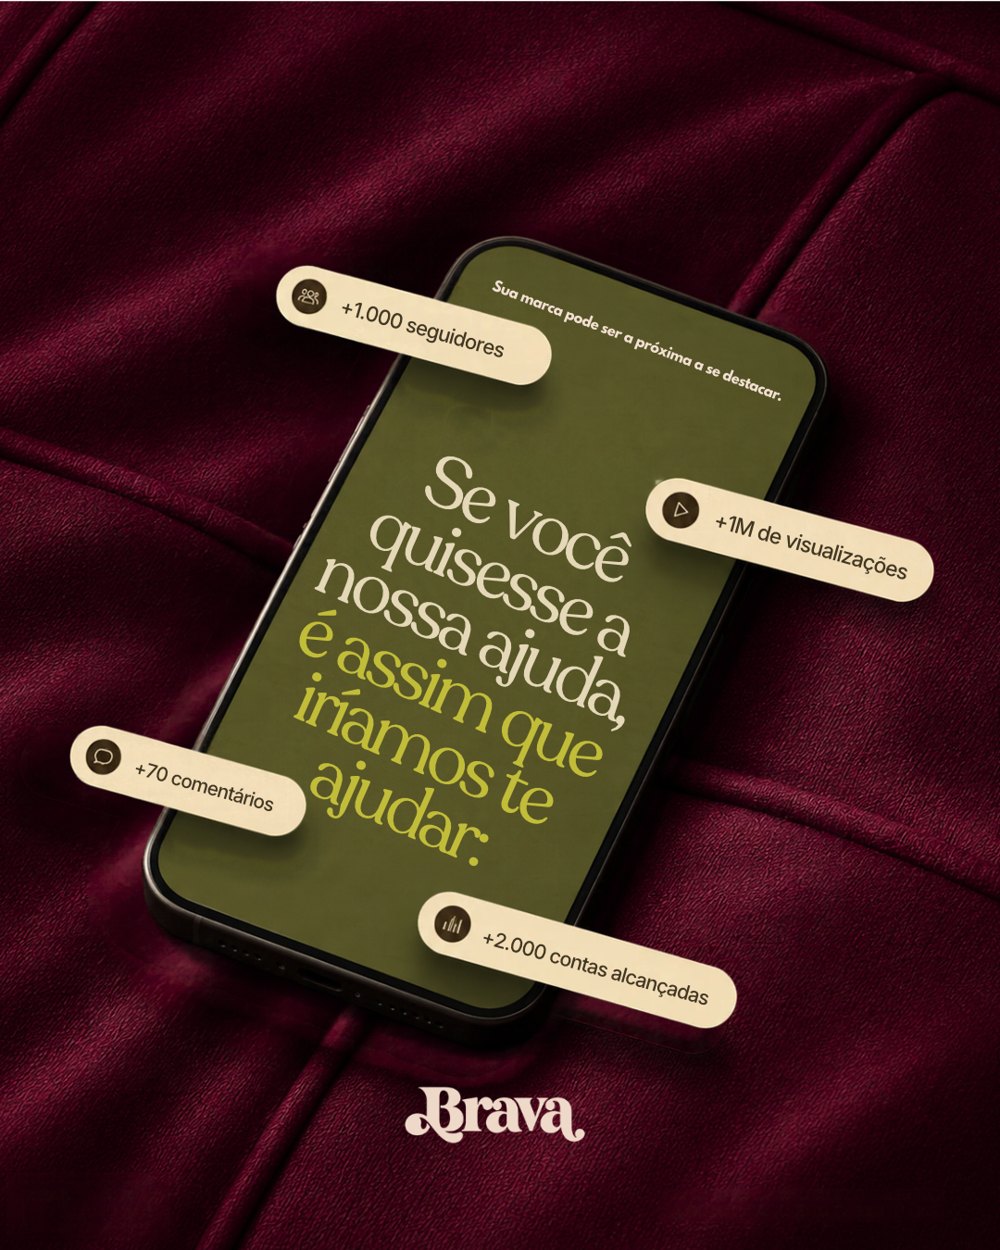 Sua marca pode ser a próxima a se destacar.
+1.000 seguidores
+1M de visualizações
Se você
quisesse a
nossa ajuda,
é assim que
iríamos te
ajudar:
+70 comentários
+2.000 contas alcançadas
Brava